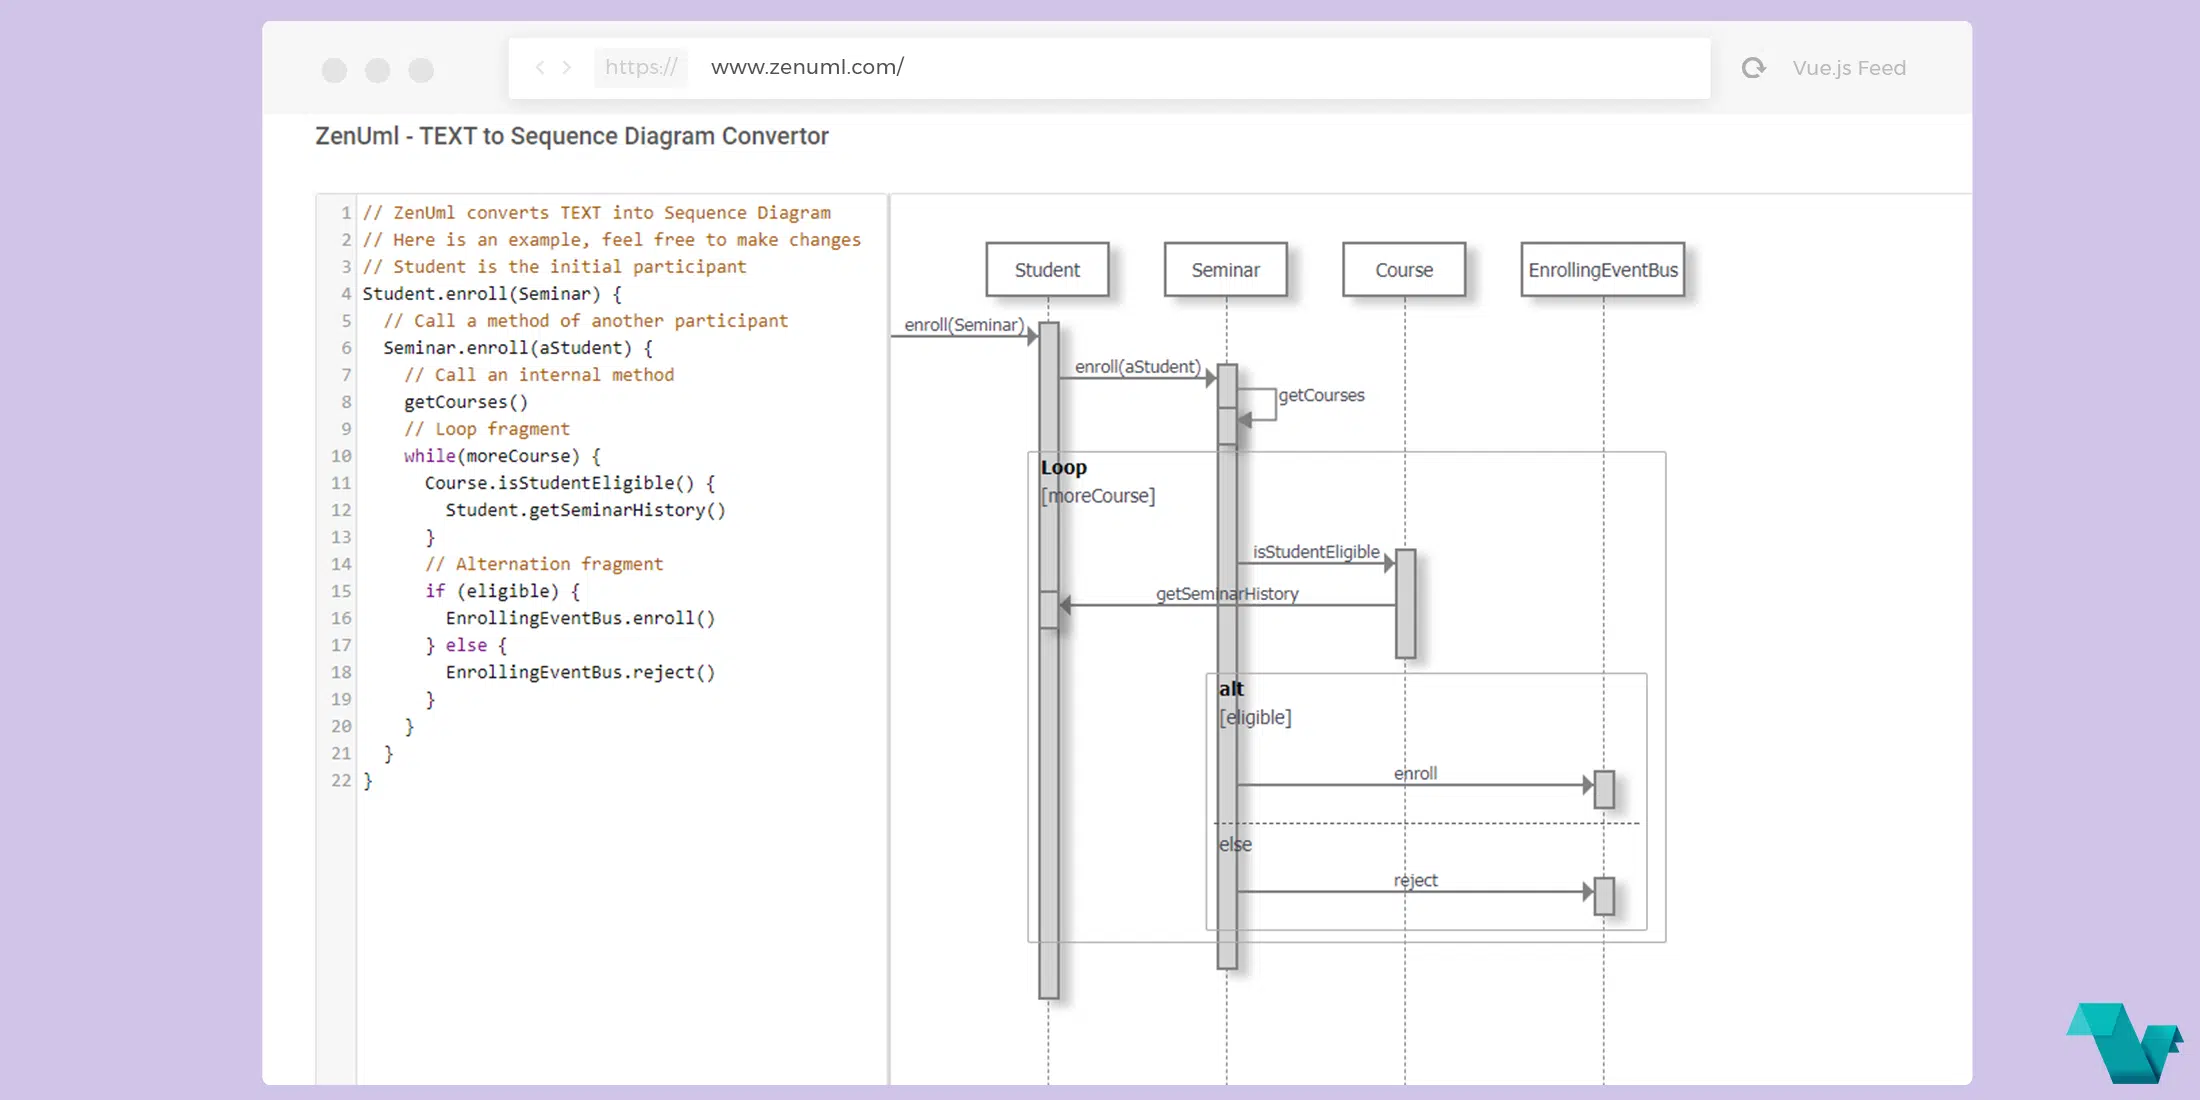 https:// www.zenuml.com/
Vue.js Feed
ZenUml - TEXT to Sequence Diagram Convertor
1 // ZenUml converts TEXT into Sequence Diagram
2 // Here is an example, feel free to make changes
3 // Student is the initial participant
4 Student.enroll(Seminar) {
5 // Call a method of another participant
6 Seminar.enroll(aStudent) {
7 // Call an internal method
8 getCourses()
9 // Loop fragment
10 while(moreCourse) {
11 Course.isStudentEligible() {
12 Student.getSeminarHistory()
13 }
14 // Alternation fragment
15 if (eligible) {
16 EnrollingEventBus.enroll()
17 } else {
18 EnrollingEventBus.reject()
19 }
20 }
21 }
22 }
Student
Seminar
Course
EnrollingEventBus
enroll(Seminar)
enroll(aStudent)
getCourses
Loop
[moreCourse]
isStudentEligible
getSeminarHistory
alt
[eligible]
enroll
else
reject